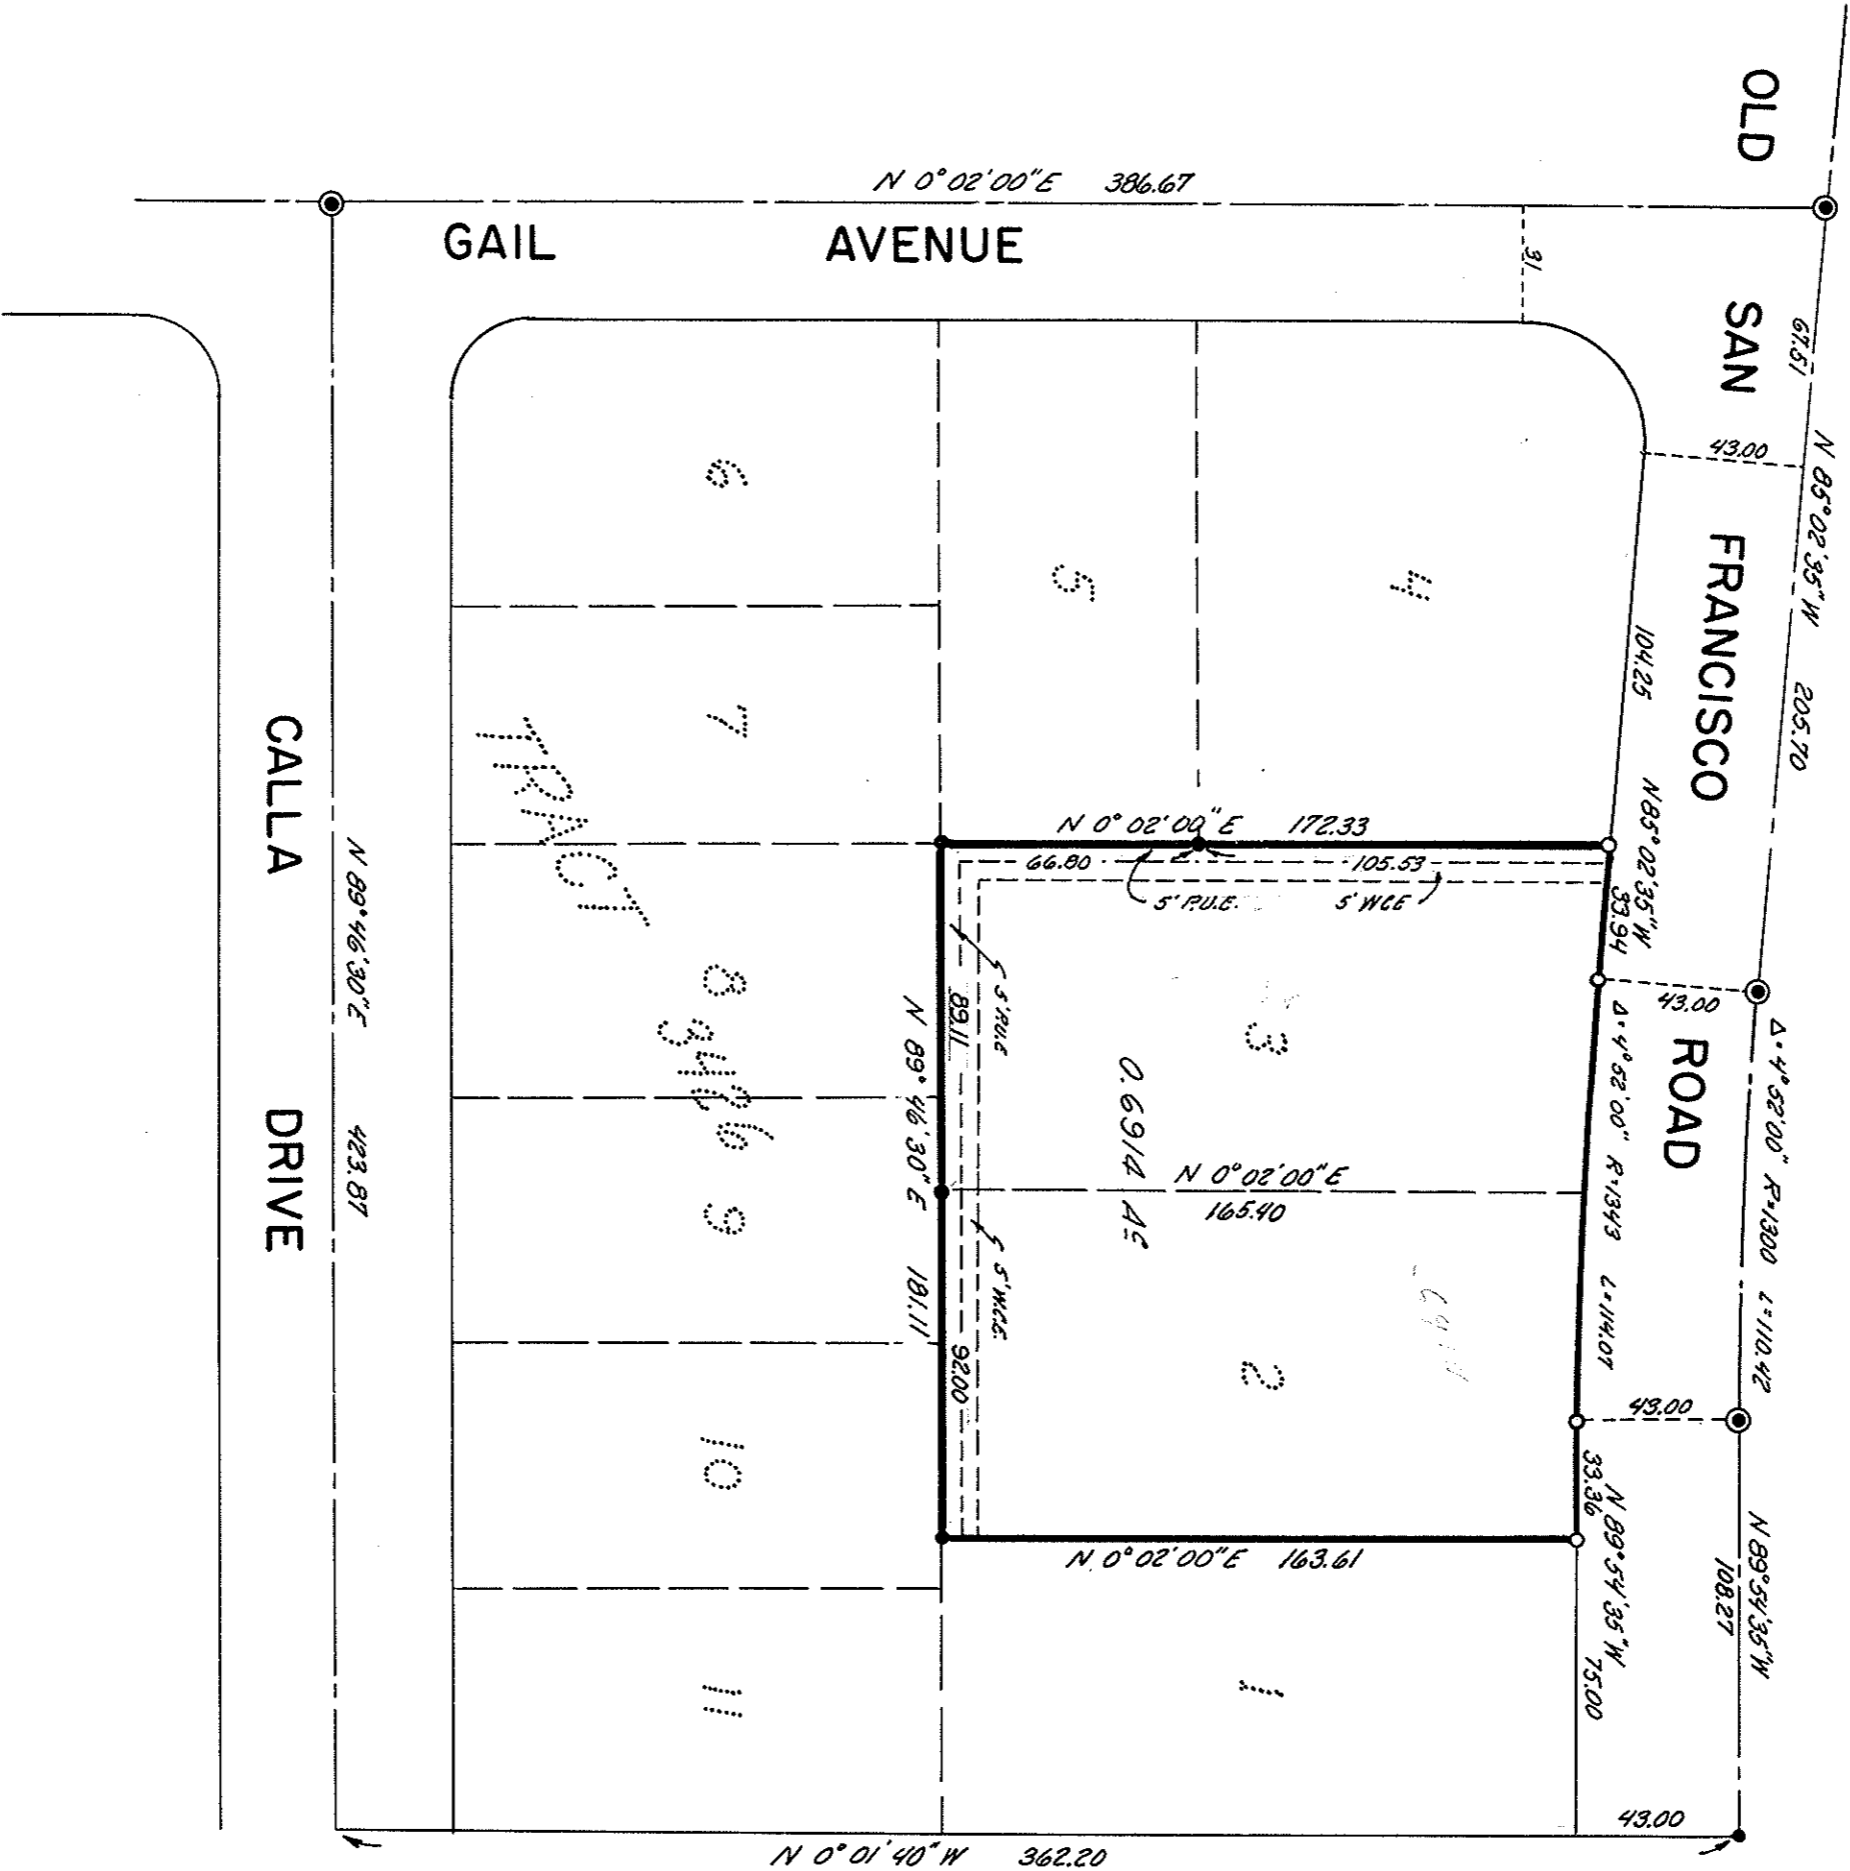 OLD SAN FRANCISCO ROAD
67.51
N 85°02'35"W 205.70
Δ=4°52'00" R=1300 L=110.42
N 89°54'35"W
108.27
43.00
104.25
N 85°02'35"W
33.94
43.00
Δ=4°52'00" R=1343 L=114.07
43.00
N 89°54'35"W
33.36
75.00
43.00
N 0°02'00"E 386.67
GAIL AVENUE
31
4
5
6
7
N 0°02'00"E 172.33
66.80
105.53
5' P.U.E.
5' WCE
5' P.U.E
89.11
3
0.6914 Ac
N 0°02'00"E
165.40
5' W.C.E.
92.00
2
N 89°46'30"E 181.11
N 0°02'00"E 163.61
1
TRACT
8
9
10
11
N 89°46'30"E 423.87
CALLA DRIVE
N 0°01'40"W 362.20